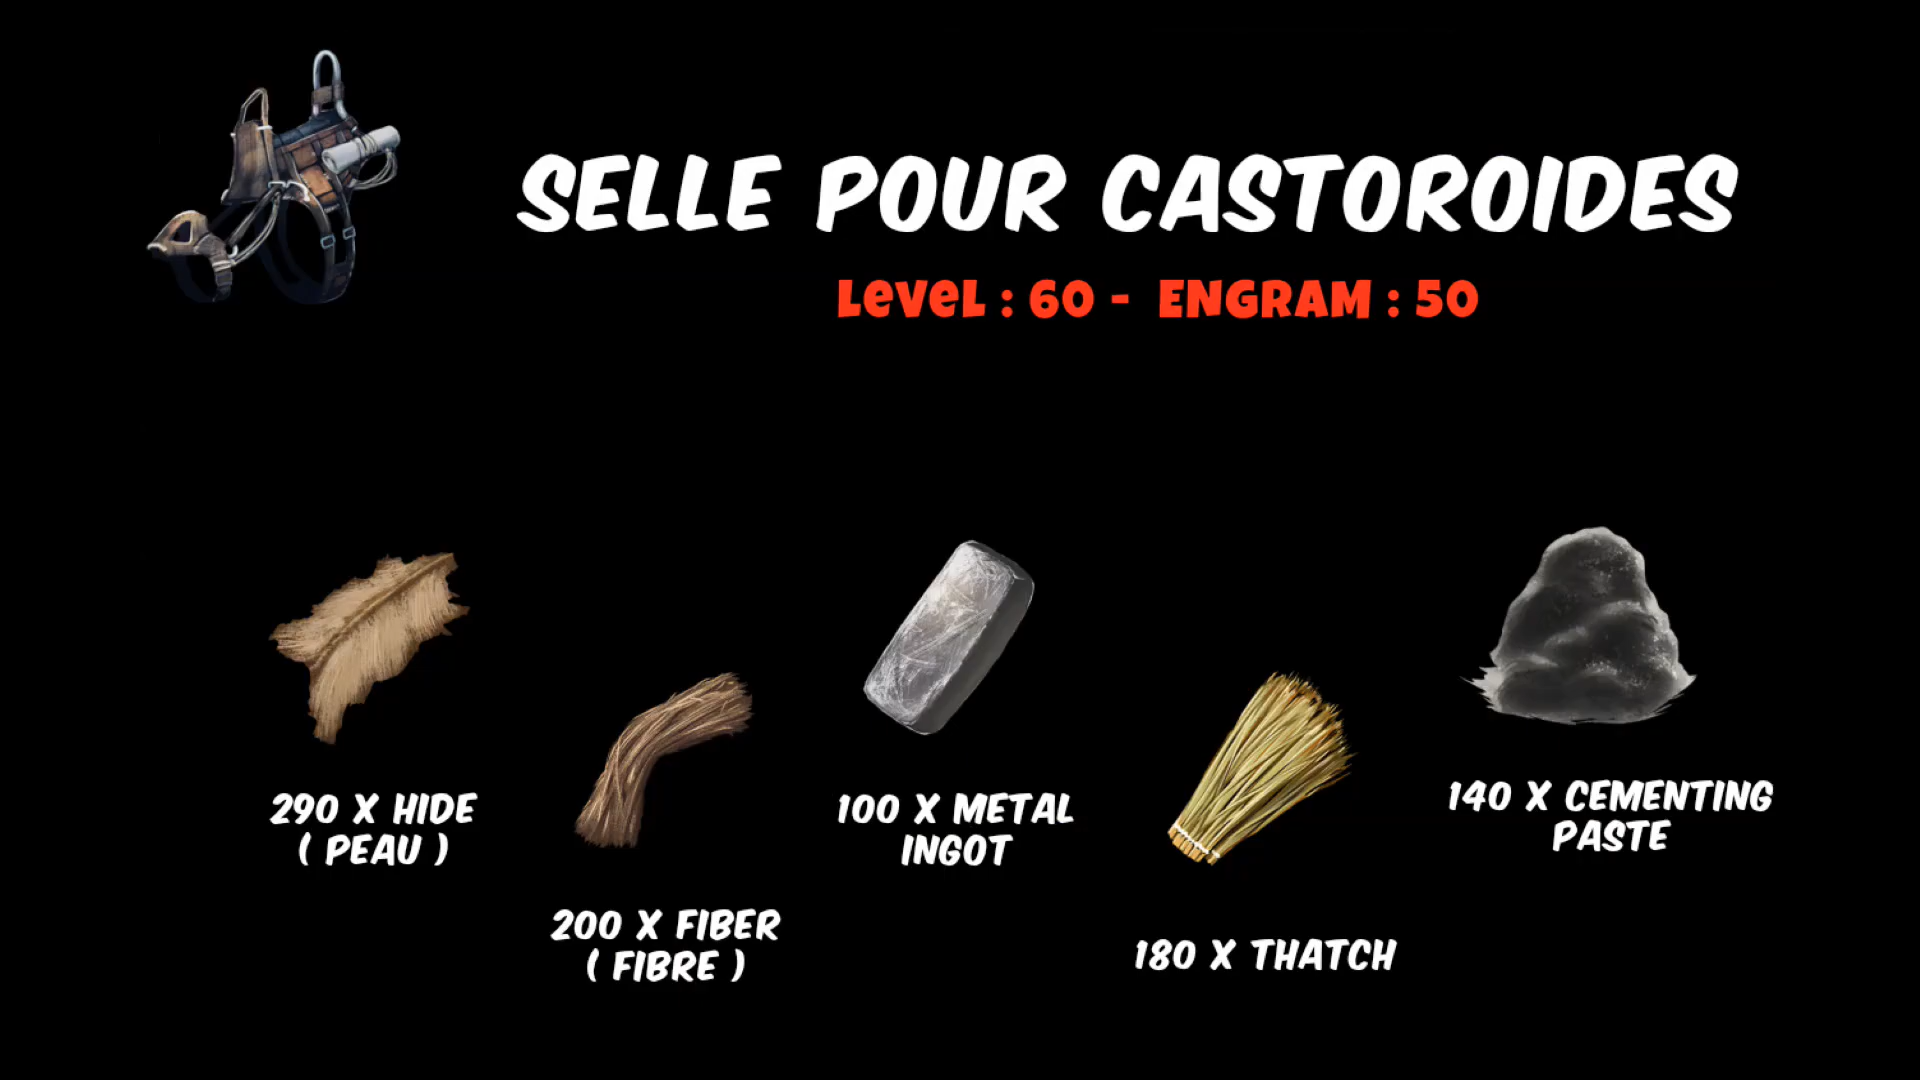 SELLE POUR CASTOROIDES
Level : 60 - ENGRAM : 50
290 X HIDE
( PEAU )
200 X FIBER
( FIBRE )
100 X METAL
INGOT
180 X THATCH
140 X CEMENTING
PASTE